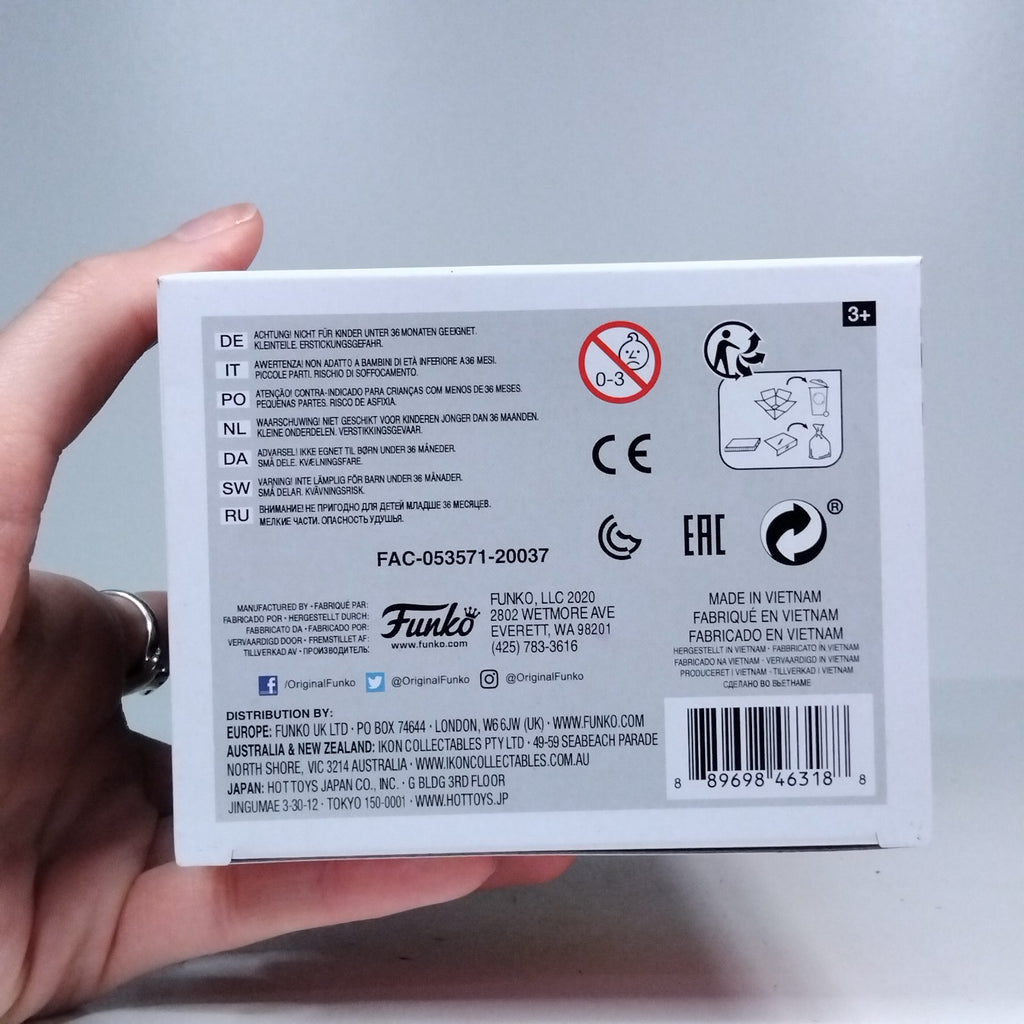 3+
DE ACHTUNG! NICHT FÜR KINDER UNTER 36 MONATEN GEEIGNET.
KLEINTEILE. ERSTICKUNGSGEFAHR.
IT AWERTENZA! NON ADATTO A BAMBINI DI ETÀ INFERIORE A 36 MESI.
PICCOLE PARTI. RISCHIO DI SOFFOCAMENTO.
PO ATENÇÃO! CONTRA-INDICADO PARA CRIANÇAS COM MENOS DE 36 MESES.
PEQUENAS PARTES. RISCO DE ASFIXIA.
NL WAARSCHUWING! NIET GESCHIKT VOOR KINDEREN JONGER DAN 36 MAANDEN.
KLEINE ONDERDELEN. VERSTIKKINGSGEVAAR.
DA ADVARSEL! IKKE EGNET TIL BØRN UNDER 36 MÅNEDER.
SMÅ DELE. KVÆLNINGSFARE.
SW VARNING! INTE LÄMPLIG FÖR BARN UNDER 36 MÅNADER.
SMÅ DELAR. KVÄVNINGSRISK.
RU ВНИМАНИЕ! НЕ ПРИГОДНО ДЛЯ ДЕТЕЙ МЛАДШЕ 36 МЕСЯЦЕВ.
МЕЛКИЕ ЧАСТИ. ОПАСНОСТЬ УДУШЬЯ.
0-3
CE
EAC
®
FAC-053571-20037
MANUFACTURED BY · FABRIQUÉ PAR:
FABRICADO POR · HERGESTELLT DURCH:
FABBRICATO DA · FABRICADO POR:
VERVAARDIGD DOOR · FREMSTILLET AF:
TILLVERKAD AV · ПРОИЗВОДИТЕЛЬ:
Funko
www.funko.com
FUNKO, LLC 2020
2802 WETMORE AVE
EVERETT, WA 98201
(425) 783-3616
MADE IN VIETNAM
FABRIQUÉ EN VIETNAM
FABRICADO EN VIETNAM
HERGESTELLT IN VIETNAM · FABBRICATO IN VIETNAM
FABRICADO NA VIETNAM · VERVAARDIGD IN VIETNAM
PRODUCERET I VIETNAM · TILLVERKAD I VIETNAM
СДЕЛАНО ВО ВЬЕТНАМЕ
/OriginalFunko @OriginalFunko @OriginalFunko
DISTRIBUTION BY:
EUROPE: FUNKO UK LTD · PO BOX 74644 · LONDON, W6 6JW (UK) · WWW.FUNKO.COM
AUSTRALIA & NEW ZEALAND: IKON COLLECTABLES PTY LTD · 49-59 SEABEACH PARADE
NORTH SHORE, VIC 3214 AUSTRALIA · WWW.IKONCOLLECTABLES.COM.AU
JAPAN: HOT TOYS JAPAN CO., INC. · G BLDG 3RD FLOOR
JINGUMAE 3-30-12 · TOKYO 150-0001 · WWW.HOTTOYS.JP
8 89698 46318 8